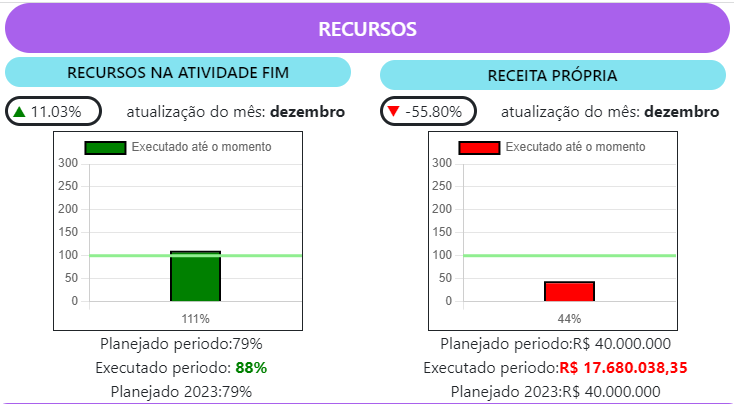 RECURSOS
RECURSOS NA ATIVIDADE FIM
11.03%
atualização do mês: dezembro
Executado até o momento
300
250
200
150
100
50
0
111%
Planejado periodo:79%
Executado periodo: 88%
Planejado 2023:79%
RECEITA PRÓPRIA
-55.80%
atualização do mês: dezembro
Executado até o momento
300
250
200
150
100
50
0
44%
Planejado periodo:R$ 40.000.000
Executado periodo:R$ 17.680.038,35
Planejado 2023:R$ 40.000.000